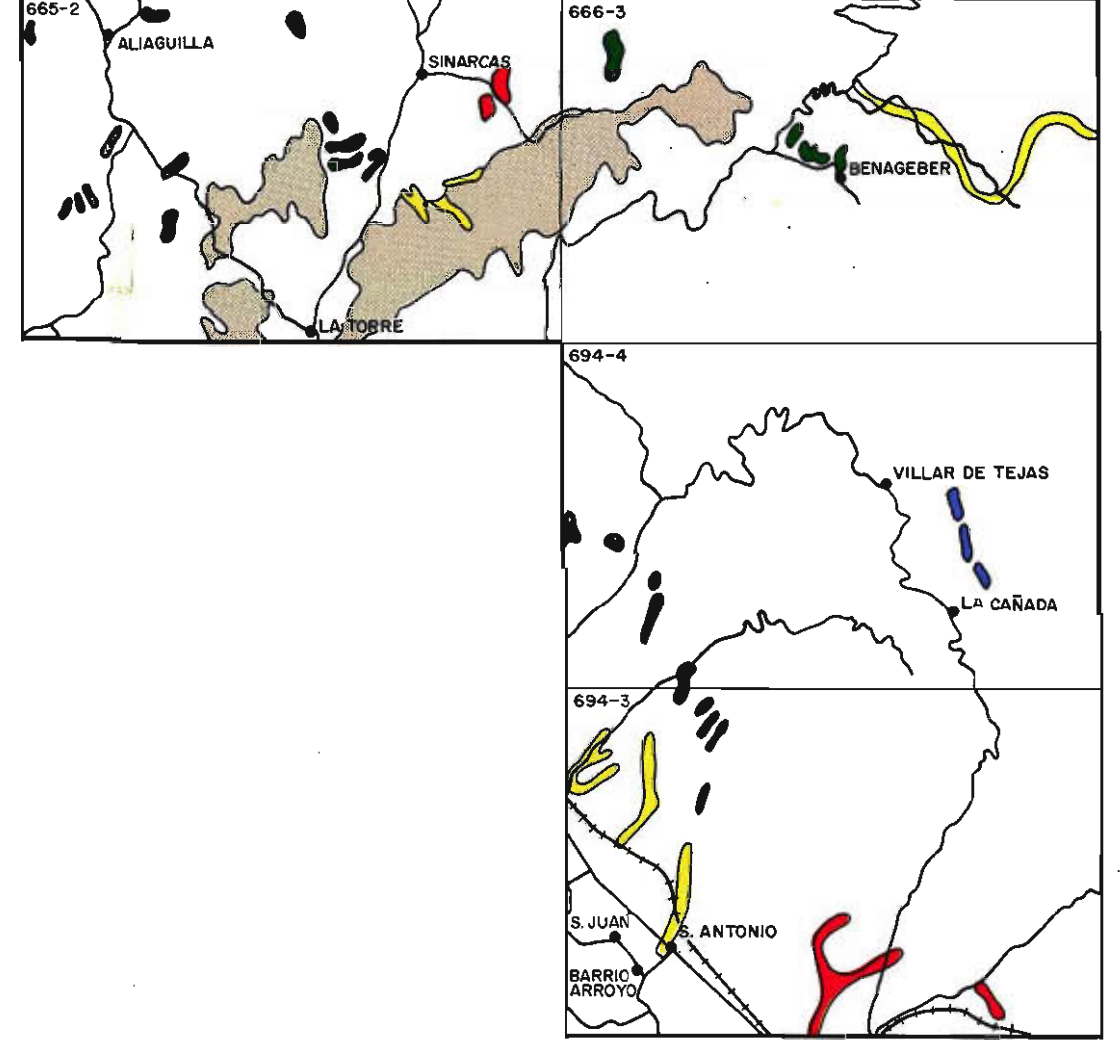 665-2
666-3
ALIAGUILLA
SINARCAS
BENAGEBER
LA TORRE
694-4
VILLAR DE TEJAS
LA CAÑADA
694-3
S. JUAN
S. ANTONIO
BARRIO
ARROYO